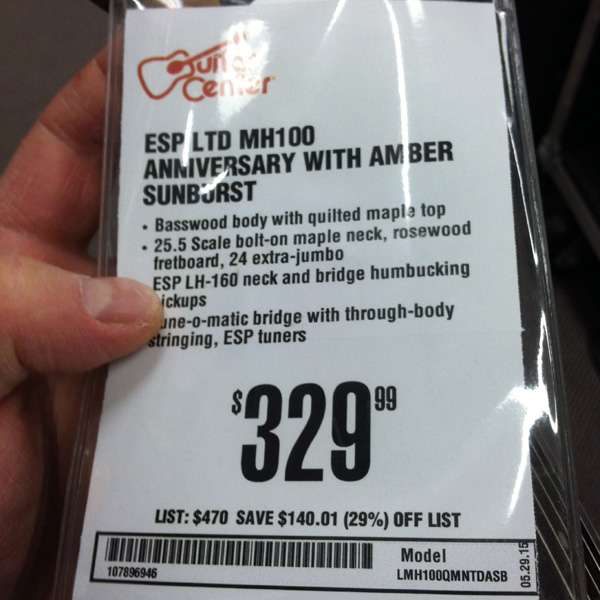 Center
ESP LTD MH100
ANNIVERSARY WITH AMBER
SUNBURST
• Basswood body with quilted maple top
• 25.5 Scale bolt-on maple neck, rosewood
fretboard, 24 extra-jumbo
ESP LH-160 neck and bridge humbucking
ickups
une-o-matic bridge with through-body
stringing, ESP tuners
$329 99
LIST: $470 SAVE $140.01 (29%) OFF LIST
107896946
Model
LMH100QMNTDASB
05.29.15